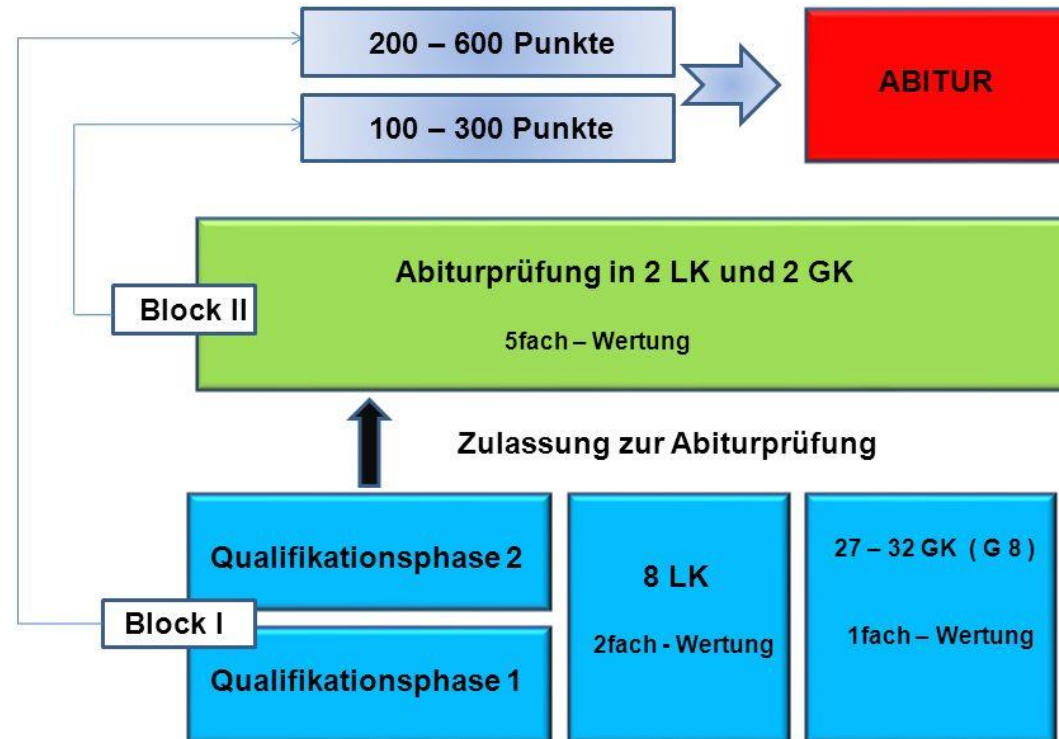 200 – 600 Punkte
ABITUR
100 – 300 Punkte
Abiturprüfung in 2 LK und 2 GK
Block II
5fach – Wertung
Zulassung zur Abiturprüfung
Qualifikationsphase 2
8 LK
27 – 32 GK ( G 8 )
Block I
2fach - Wertung
1fach – Wertung
Qualifikationsphase 1